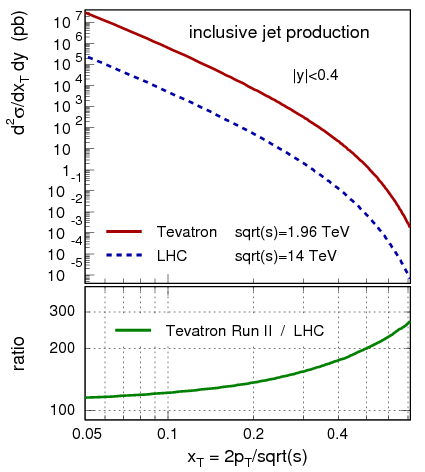 inclusive jet production
|y|<0.4
d²σ/dx_T dy (pb)
10⁷
10⁶
10⁵
10⁴
10³
10²
10
1
10⁻¹
10⁻²
10⁻³
10⁻⁴
10⁻⁵
10⁻⁶
Tevatron sqrt(s)=1.96 TeV
LHC sqrt(s)=14 TeV
ratio
300
200
100
Tevatron Run II / LHC
0.05 0.1 0.2 0.4
x_T = 2p_T/sqrt(s)